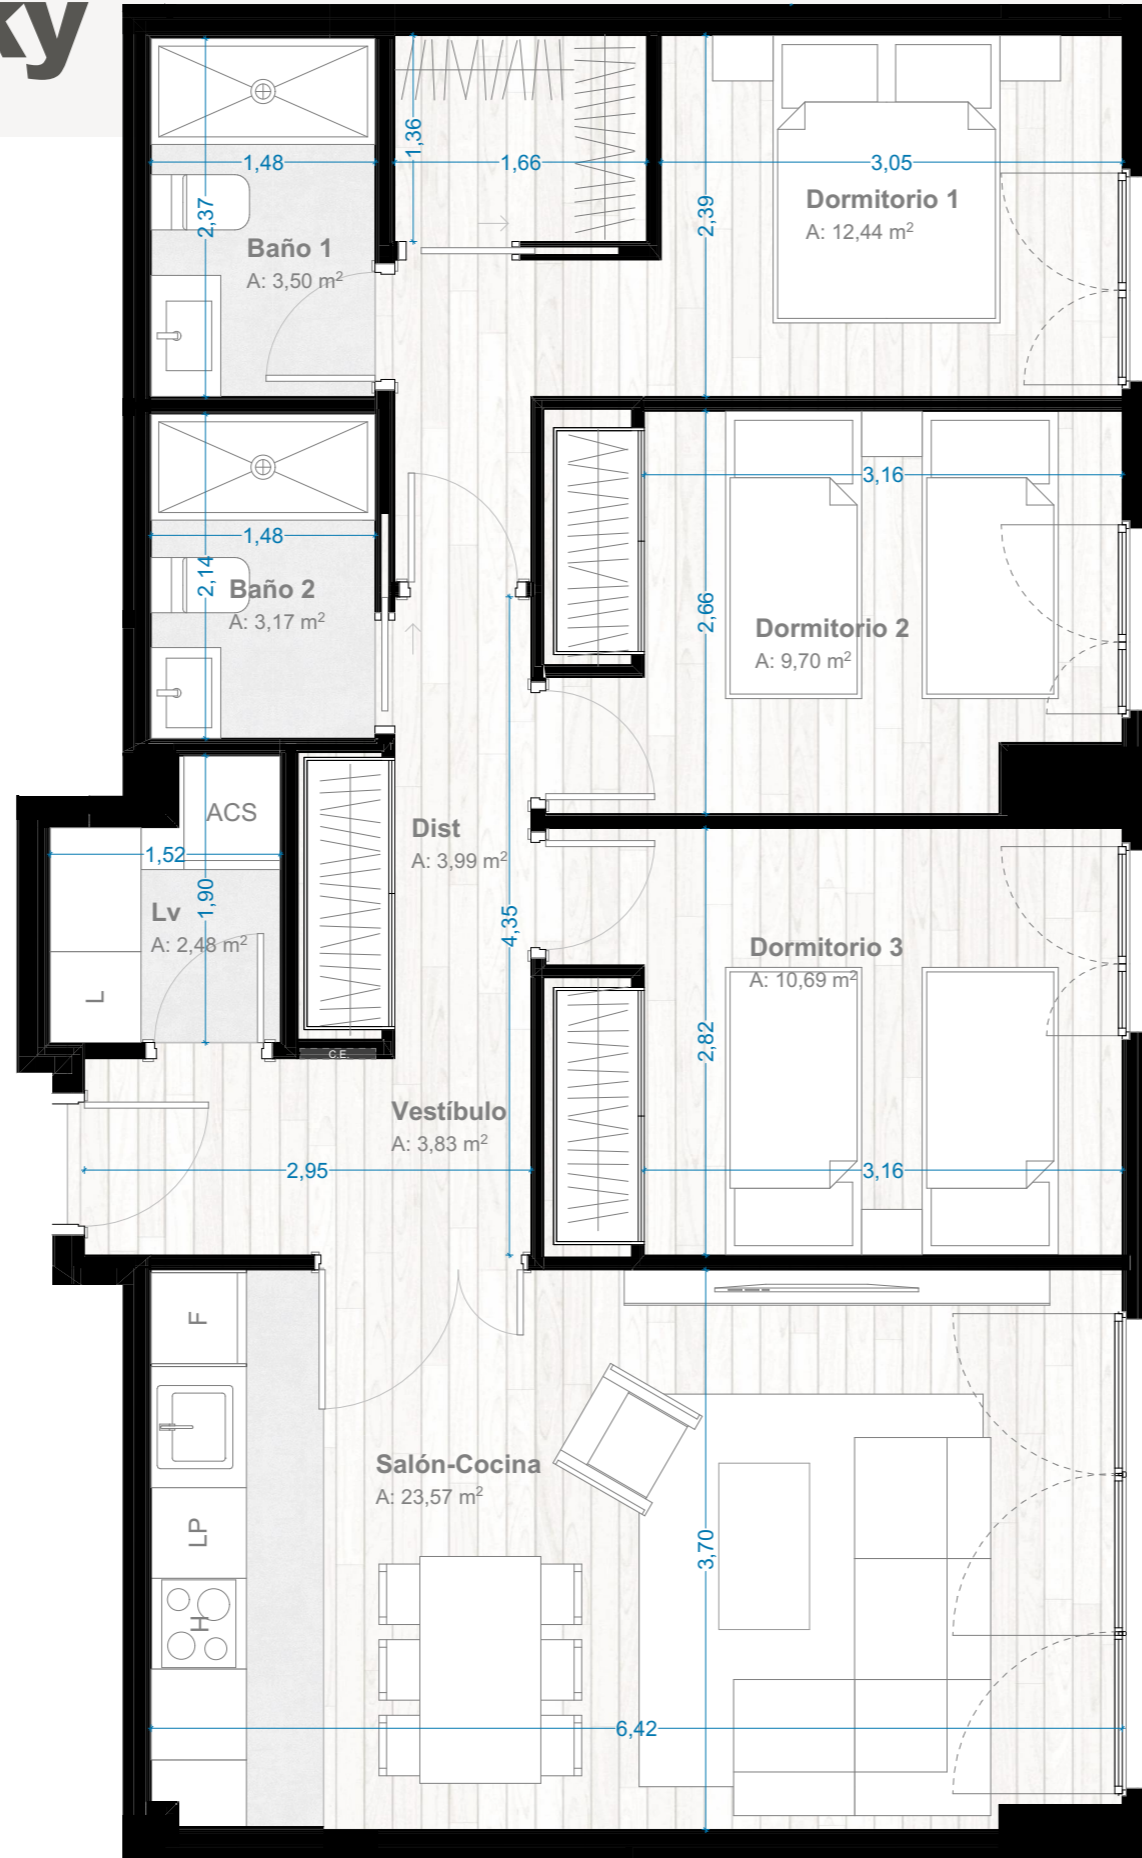 ky
1,48
2,37
Baño 1
A: 3,50 m²
1,36
1,66
3,05
2,39
Dormitorio 1
A: 12,44 m²
1,48
2,14
Baño 2
A: 3,17 m²
3,16
2,66
Dormitorio 2
A: 9,70 m²
ACS
1,52
1,90
Lv
A: 2,48 m²
L
Dist
A: 3,99 m²
4,35
C.E.
Dormitorio 3
A: 10,69 m²
2,82
3,16
Vestíbulo
A: 3,83 m²
2,95
F
LP
H
Salón-Cocina
A: 23,57 m²
3,70
6,42